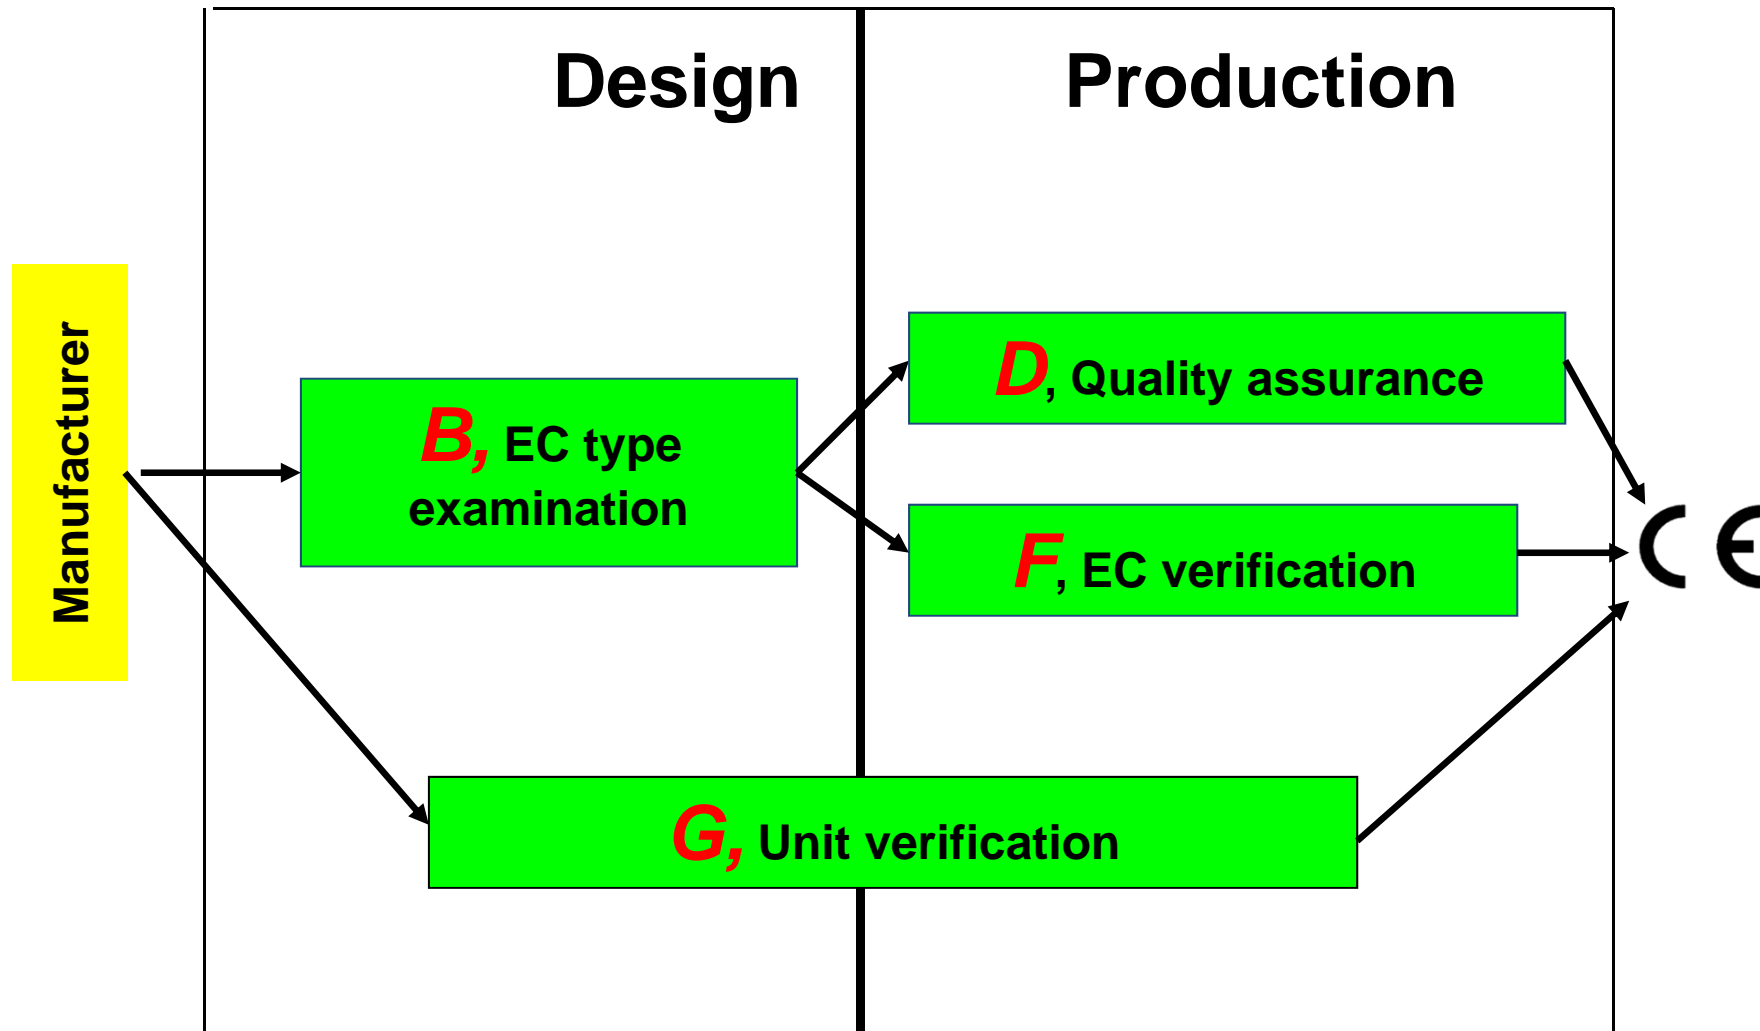 Design
Production
Manufacturer
D, Quality assurance
B, EC type
examination
F, EC verification
CE
G, Unit verification